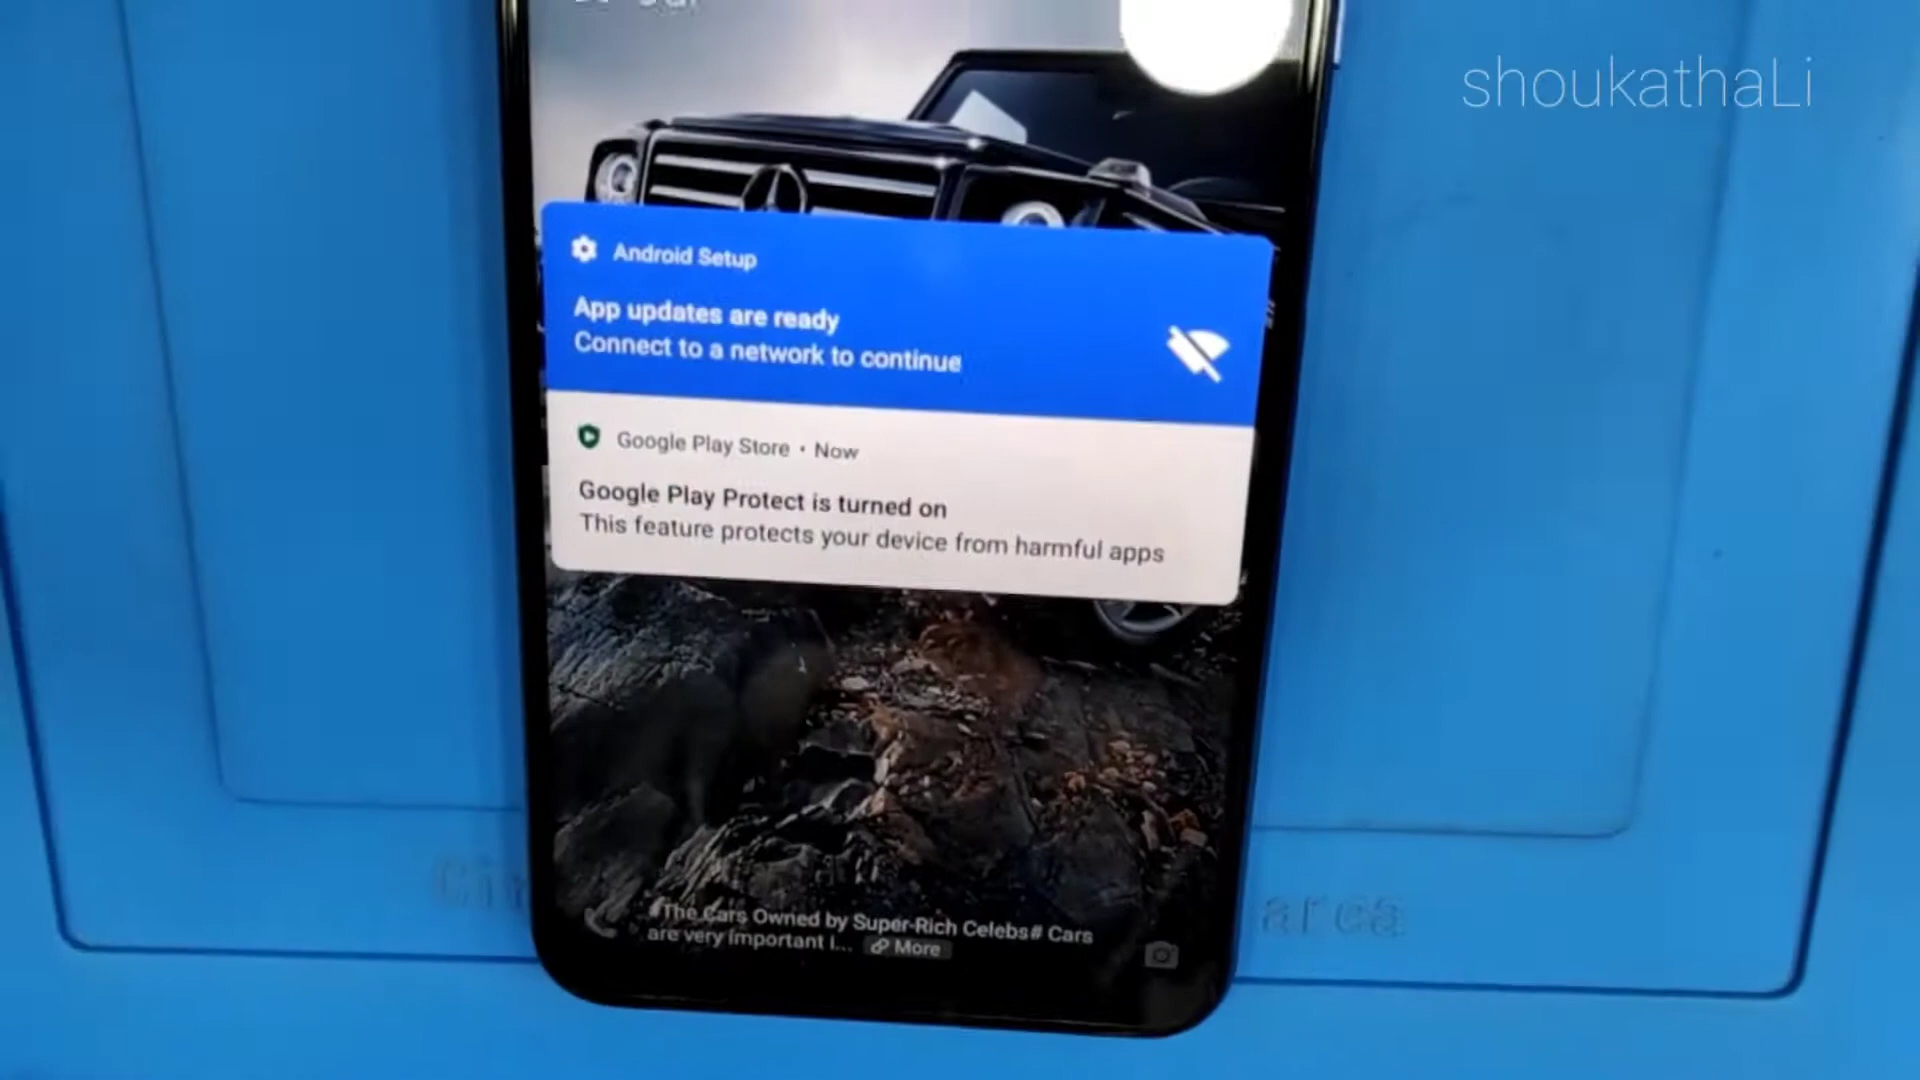 shoukathaLi
Android Setup
App updates are ready
Connect to a network to continue
Google Play Store • Now
Google Play Protect is turned on
This feature protects your device from harmful apps
#The Cars Owned by Super-Rich Celebs# Cars
are very important I... More
area